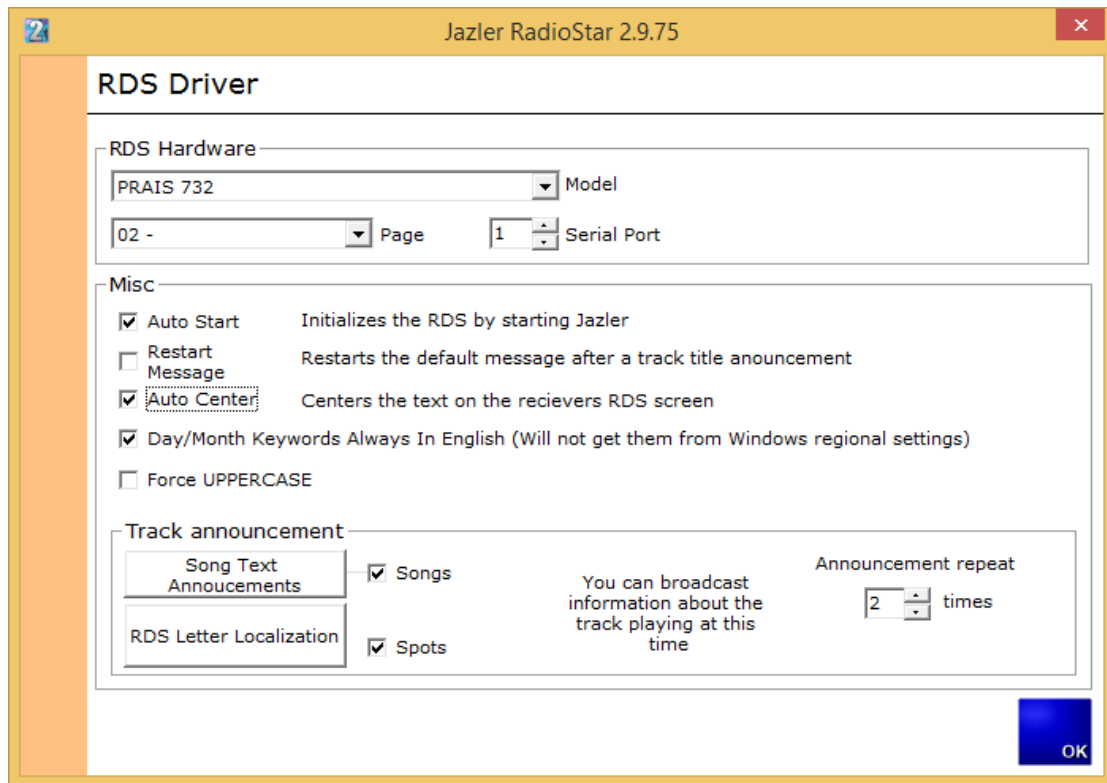 Jazler RadioStar 2.9.75
RDS Driver
RDS Hardware
PRAIS 732 Model
02 - Page 1 Serial Port
Misc
Auto Start Initializes the RDS by starting Jazler
Restart
Message
Restarts the default message after a track title anouncement
Auto Center Centers the text on the recievers RDS screen
Day/Month Keywords Always In English (Will not get them from Windows regional settings)
Force UPPERCASE
Track announcement
Song Text
Annoucements
Songs
RDS Letter Localization
Spots
You can broadcast
information about the
track playing at this
time
Announcement repeat
2 times
OK